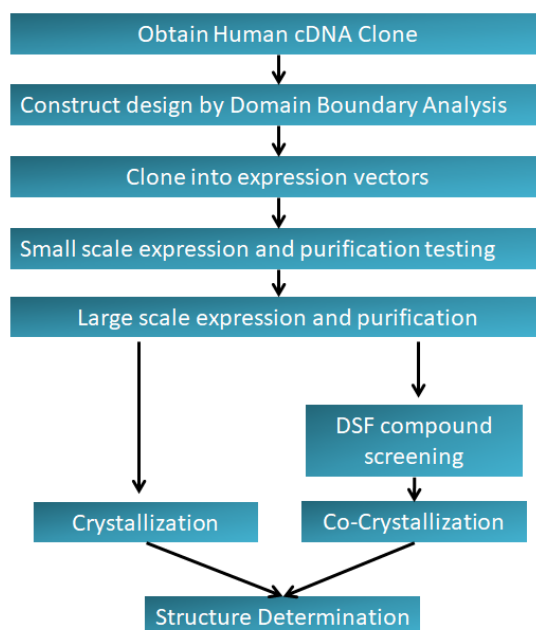 Obtain Human cDNA Clone
Construct design by Domain Boundary Analysis
Clone into expression vectors
Small scale expression and purification testing
Large scale expression and purification
DSF compound
screening
Crystallization
Co-Crystallization
Structure Determination